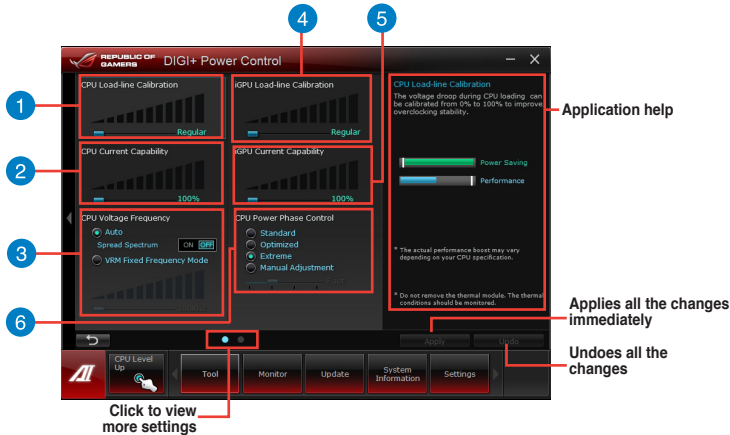 4
5
REPUBLIC OF
GAMERS
DIGI+ Power Control
1
CPU Load-line Calibration
Regular
iGPU Load-line Calibration
Regular
CPU Load-line Calibration
The voltage droop during CPU loading can
be calibrated from 0% to 100% to improve
overclocking stability.
Application help
2
CPU Current Capability
100%
iGPU Current Capability
100%
Power Saving
Performance
3
CPU Voltage Frequency
Auto
Spread Spectrum
ON OFF
VRM Fixed Frequency Mode
CPU Power Phase Control
Standard
Optimized
Extreme
Manual Adjustment
* The actual performance boost may vary
depending on your CPU specification.
* Do not remove the thermal module. The thermal
conditions should be monitored.
6
Applies all the changes
immediately
Apply
Undo
Undoes all the
changes
CPU Level
Up
Tool
Monitor
Update
System
Information
Settings
Click to view
more settings